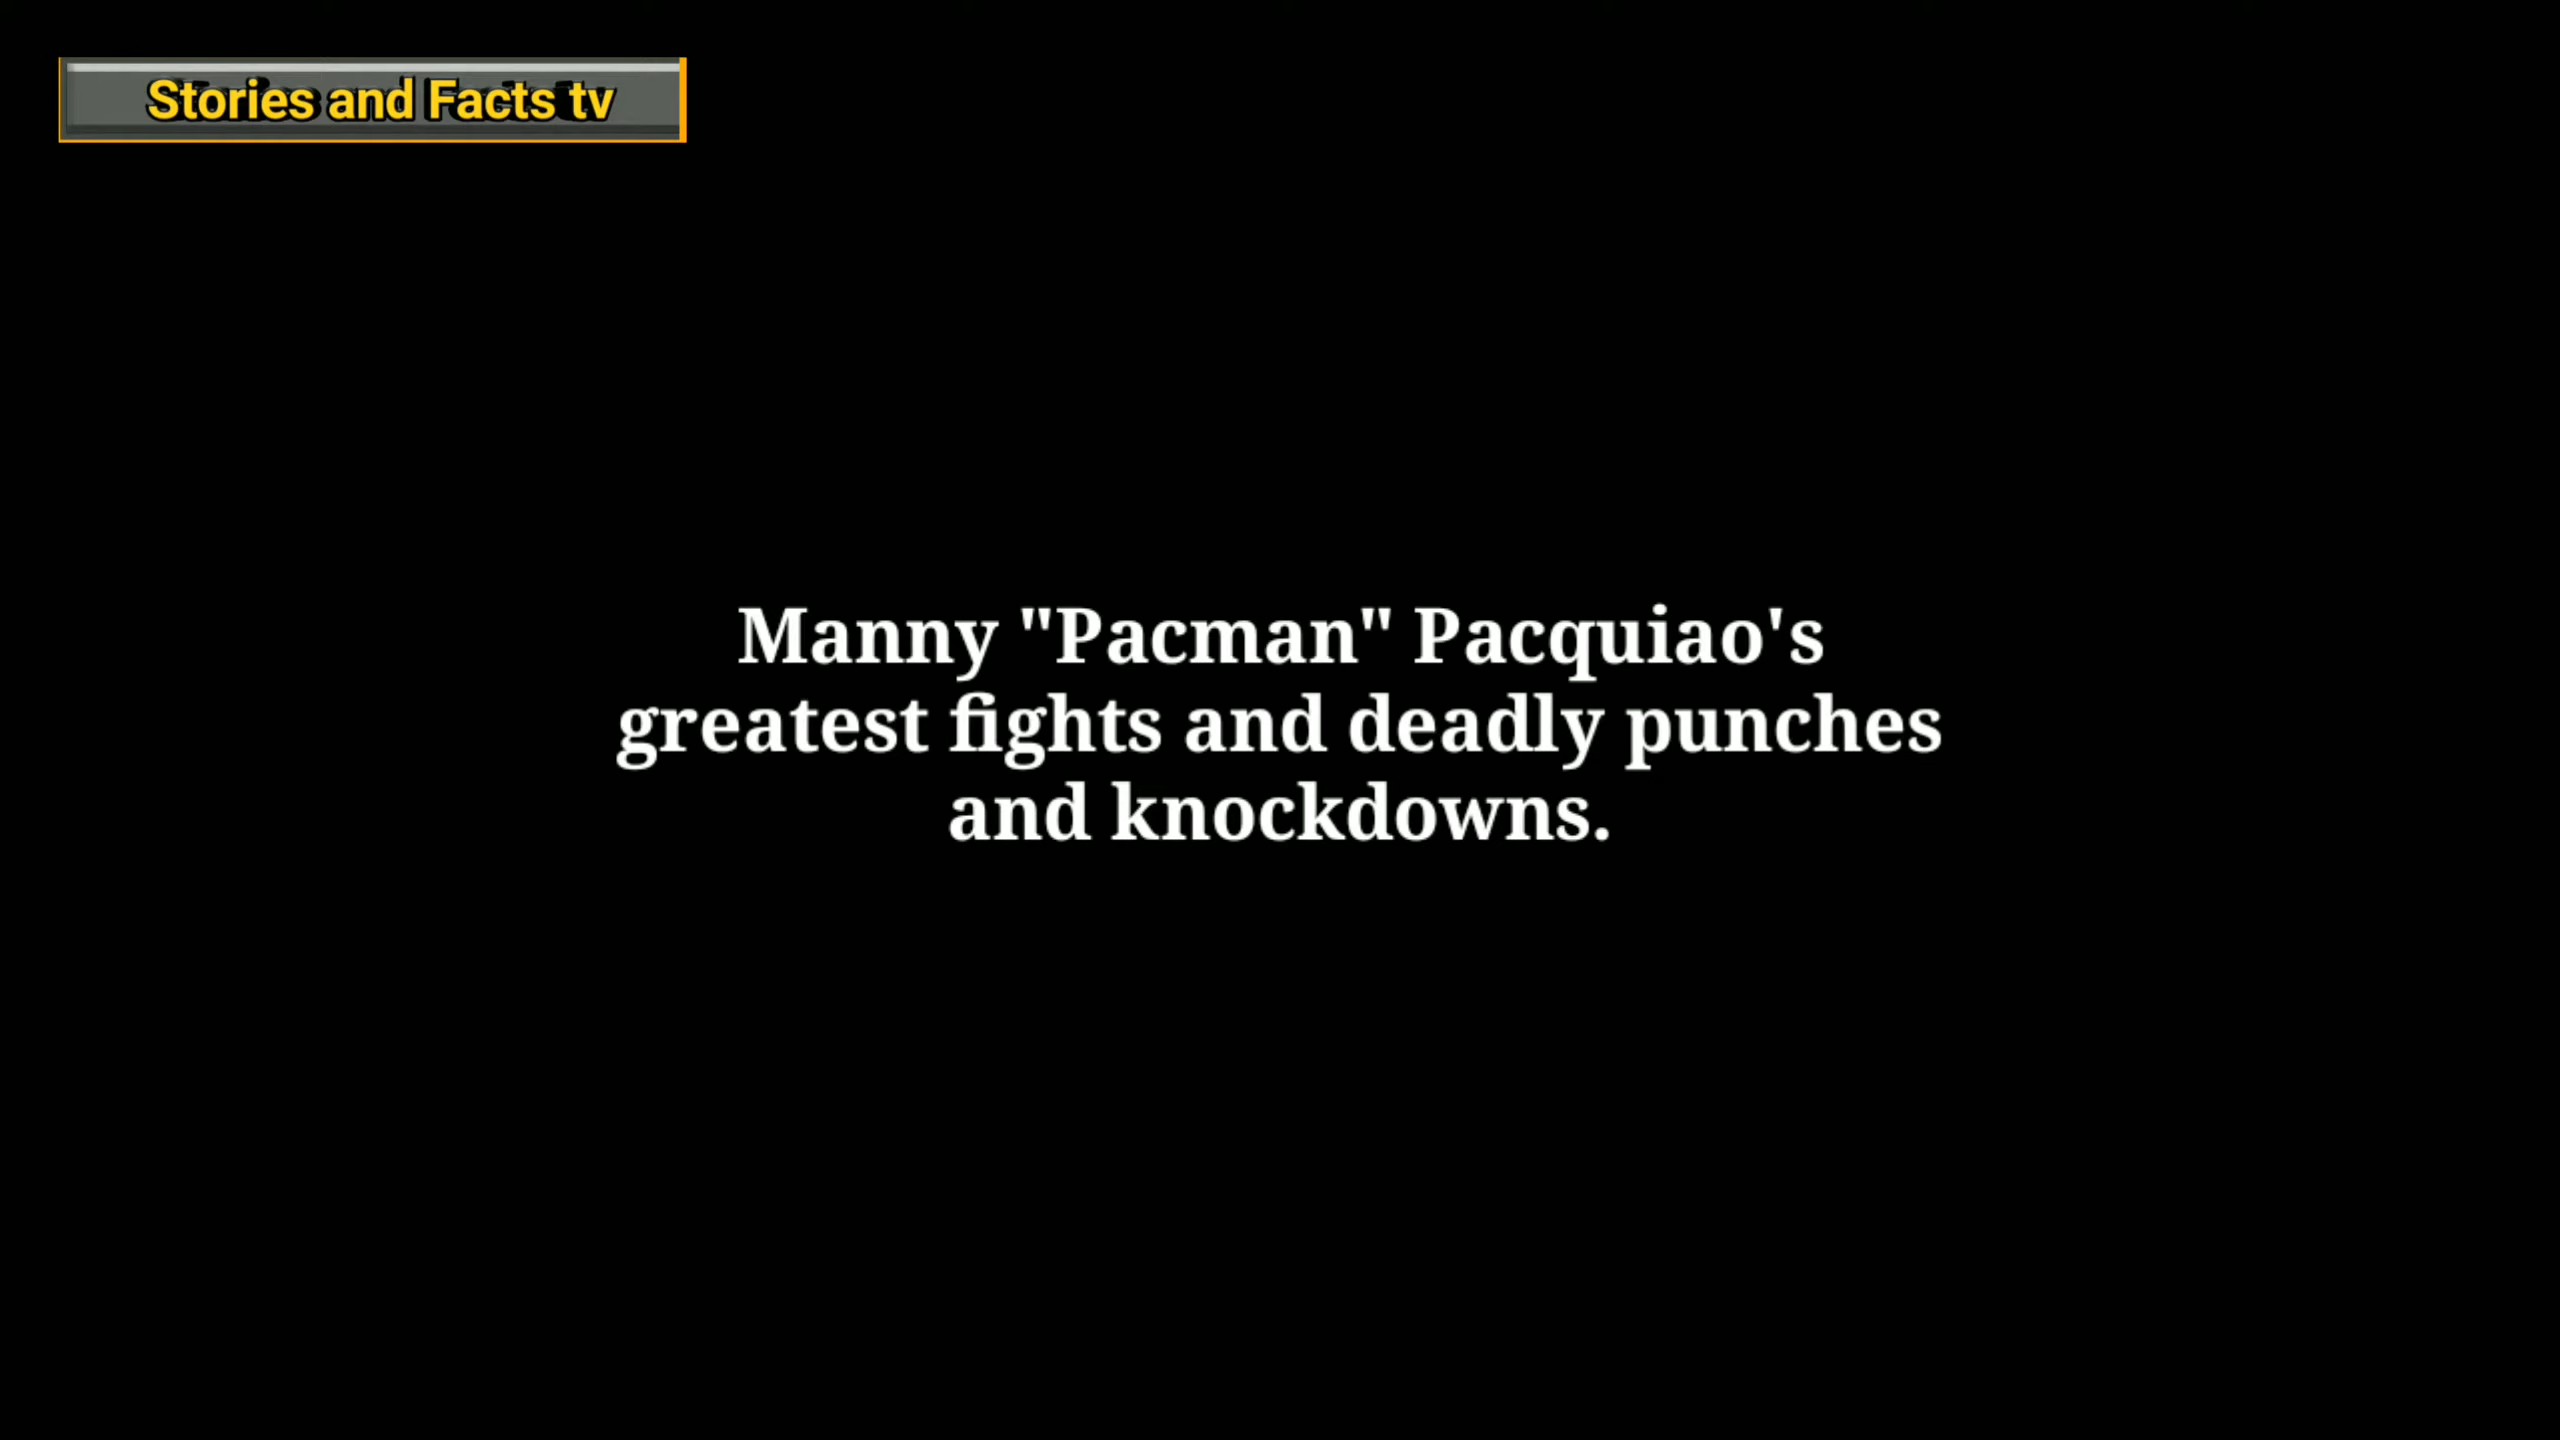 Stories and Facts tv
Manny "Pacman" Pacquiao's
greatest fights and deadly punches
and knockdowns.